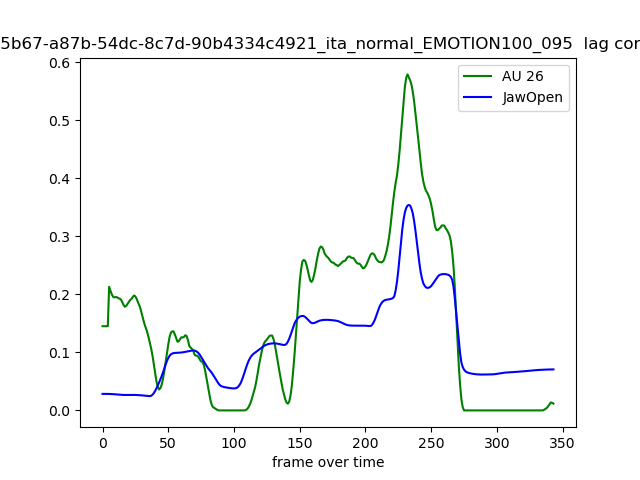 5b67-a87b-54dc-8c7d-90b4334c4921_ita_normal_EMOTION100_095  lag cor
AU 26
JawOpen
0.6
0.5
0.4
0.3
0.2
0.1
0.0
0 50 100 150 200 250 300 350
frame over time